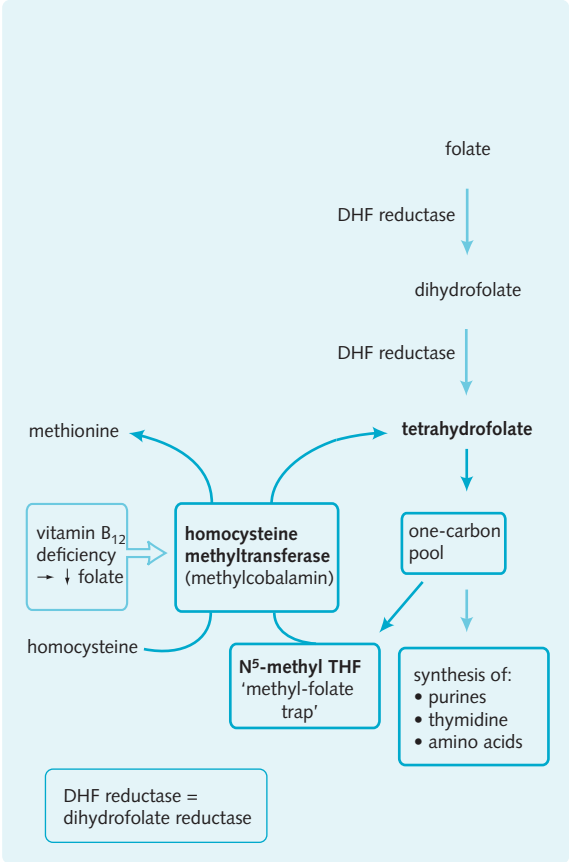 folate
DHF reductase
dihydrofolate
DHF reductase
methionine
tetrahydrofolate
vitamin B₁₂
deficiency
→ ↓ folate
homocysteine
methyltransferase
(methylcobalamin)
one-carbon
pool
homocysteine
N⁵-methyl THF
‘methyl-folate
trap’
synthesis of:
• purines
• thymidine
• amino acids
DHF reductase =
dihydrofolate reductase